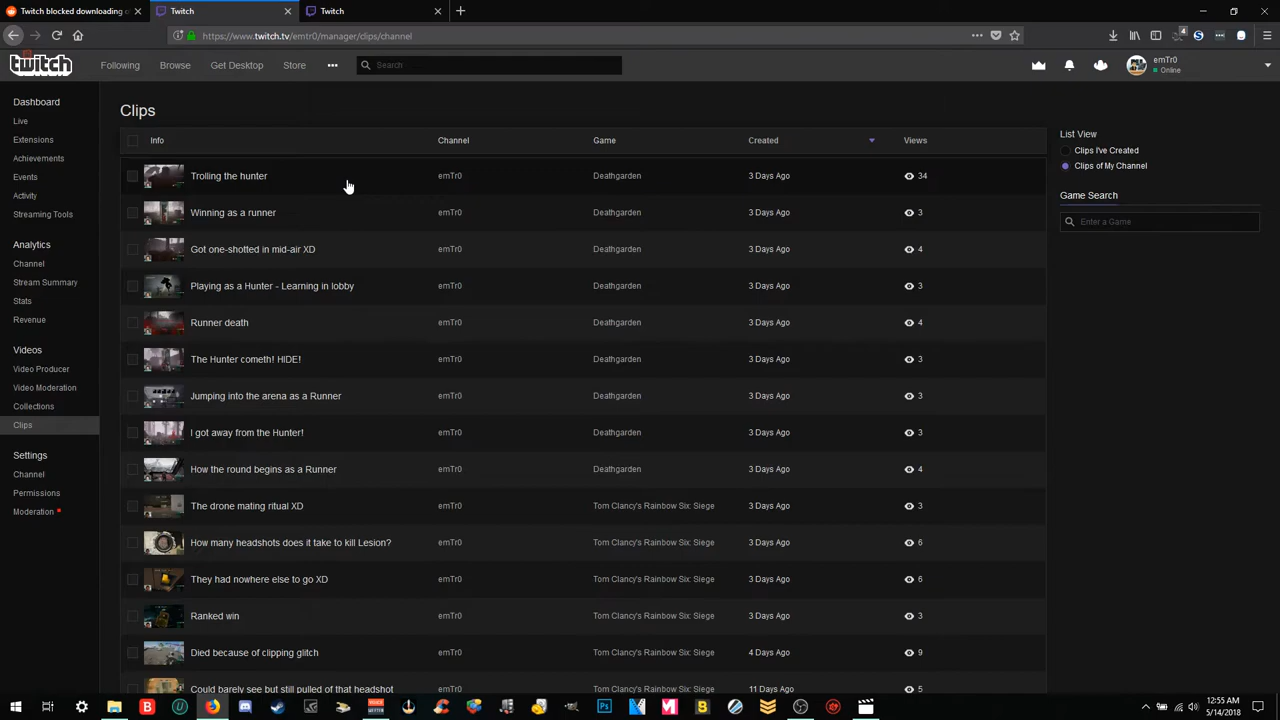 Twitch blocked downloading o
Twitch
Twitch
https://www.twitch.tv/emtr0/manager/clips/channel
twitch
Following
Browse
Get Desktop
Store
Search
emTr0
Online
Dashboard
Live
Extensions
Achievements
Events
Activity
Streaming Tools
Analytics
Channel
Stream Summary
Stats
Revenue
Videos
Video Producer
Video Moderation
Collections
Clips
Settings
Channel
Permissions
Moderation
Clips
Info Channel Game Created Views
Trolling the hunter emTr0 Deathgarden 3 Days Ago 34
Winning as a runner emTr0 Deathgarden 3 Days Ago 3
Got one-shotted in mid-air XD emTr0 Deathgarden 3 Days Ago 4
Playing as a Hunter - Learning in lobby emTr0 Deathgarden 3 Days Ago 3
Runner death emTr0 Deathgarden 3 Days Ago 4
The Hunter cometh! HIDE! emTr0 Deathgarden 3 Days Ago 3
Jumping into the arena as a Runner emTr0 Deathgarden 3 Days Ago 3
I got away from the Hunter! emTr0 Deathgarden 3 Days Ago 3
How the round begins as a Runner emTr0 Deathgarden 3 Days Ago 4
The drone mating ritual XD emTr0 Tom Clancy's Rainbow Six: Siege 3 Days Ago 3
How many headshots does it take to kill Lesion? emTr0 Tom Clancy's Rainbow Six: Siege 3 Days Ago 6
They had nowhere else to go XD emTr0 Tom Clancy's Rainbow Six: Siege 3 Days Ago 6
Ranked win emTr0 Tom Clancy's Rainbow Six: Siege 3 Days Ago 3
Died because of clipping glitch emTr0 Tom Clancy's Rainbow Six: Siege 4 Days Ago 9
Could barely see but still pulled of that headshot emTr0 Tom Clancy's Rainbow Six: Siege 11 Days Ago 5
List View
Clips I've Created
Clips of My Channel
Game Search
Enter a Game
12:55 AM
5/14/2018